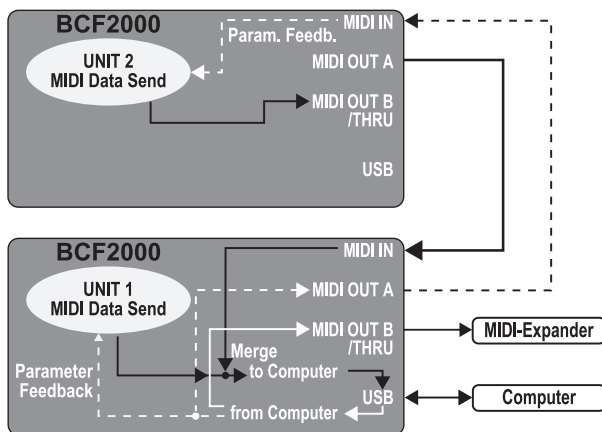 BCF2000
MIDI IN
Param. Feedb.
UNIT 2
MIDI Data Send
MIDI OUT A
MIDI OUT B
/THRU
USB
BCF2000
MIDI IN
UNIT 1
MIDI Data Send
MIDI OUT A
MIDI OUT B
/THRU
MIDI-Expander
Merge
Parameter
Feedback
to Computer
USB
Computer
from Computer